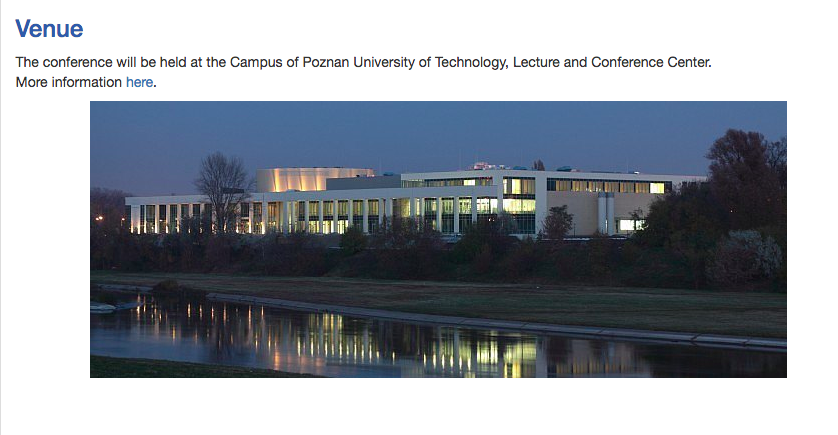 Venue
The conference will be held at the Campus of Poznan University of Technology, Lecture and Conference Center.
More information here.